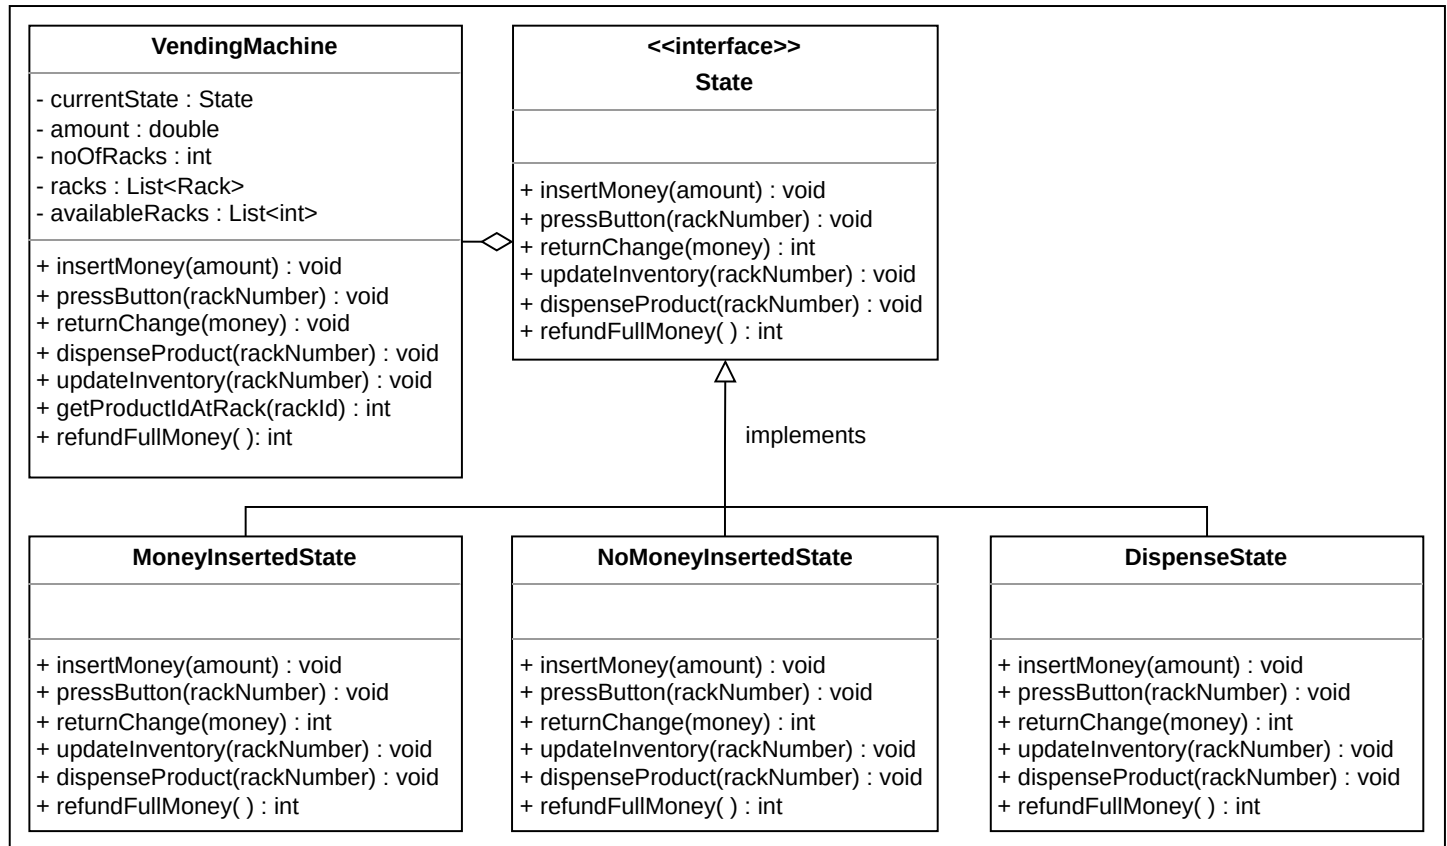 VendingMachine
- currentState : State
- amount : double
- noOfRacks : int
- racks : List<Rack>
- availableRacks : List<int>
+ insertMoney(amount) : void
+ pressButton(rackNumber) : void
+ returnChange(money) : void
+ dispenseProduct(rackNumber) : void
+ updateInventory(rackNumber) : void
+ getProductIdAtRack(rackId) : int
+ refundFullMoney( ): int
<<interface>>
State
+ insertMoney(amount) : void
+ pressButton(rackNumber) : void
+ returnChange(money) : int
+ updateInventory(rackNumber) : void
+ dispenseProduct(rackNumber) : void
+ refundFullMoney( ) : int
implements
MoneyInsertedState
+ insertMoney(amount) : void
+ pressButton(rackNumber) : void
+ returnChange(money) : int
+ updateInventory(rackNumber) : void
+ dispenseProduct(rackNumber) : void
+ refundFullMoney( ) : int
NoMoneyInsertedState
+ insertMoney(amount) : void
+ pressButton(rackNumber) : void
+ returnChange(money) : int
+ updateInventory(rackNumber) : void
+ dispenseProduct(rackNumber) : void
+ refundFullMoney( ) : int
DispenseState
+ insertMoney(amount) : void
+ pressButton(rackNumber) : void
+ returnChange(money) : int
+ updateInventory(rackNumber) : void
+ dispenseProduct(rackNumber) : void
+ refundFullMoney( ) : int